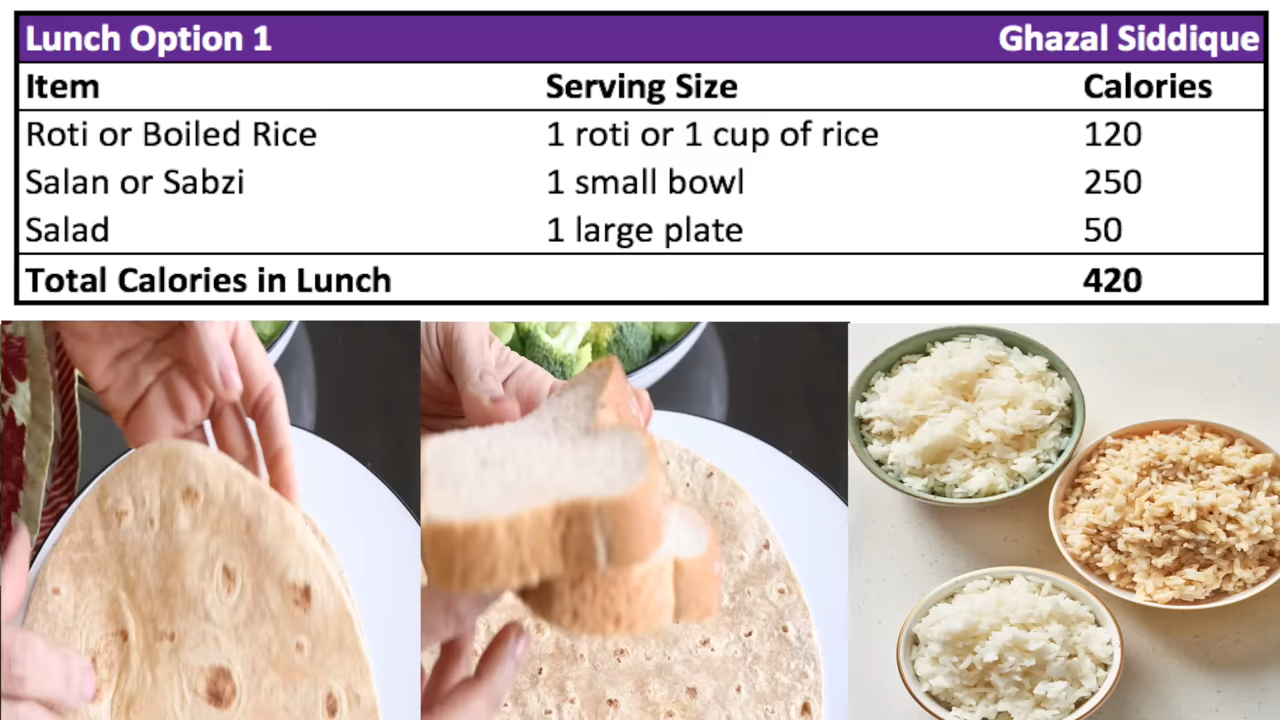 Lunch Option 1 Ghazal Siddique
Item Serving Size Calories
Roti or Boiled Rice 1 roti or 1 cup of rice 120
Salan or Sabzi 1 small bowl 250
Salad 1 large plate 50
Total Calories in Lunch 420